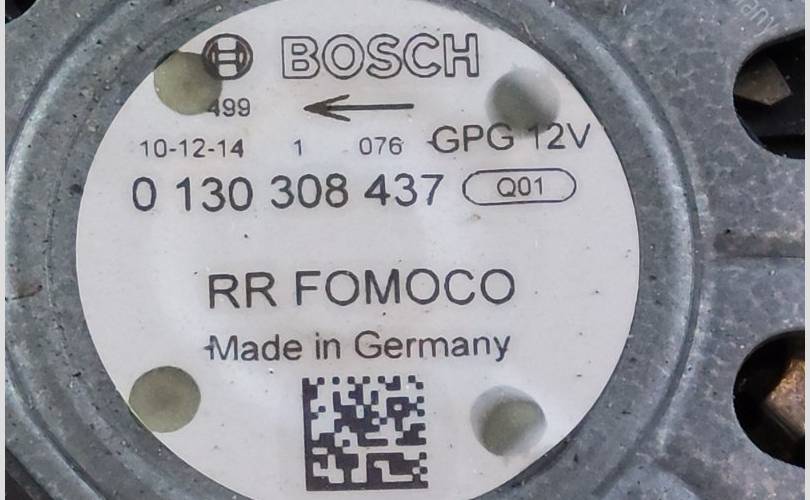 BOSCH
499
10-12-14 1 076 GPG 12V
0 130 308 437 Q01
RR FOMOCO
Made in Germany